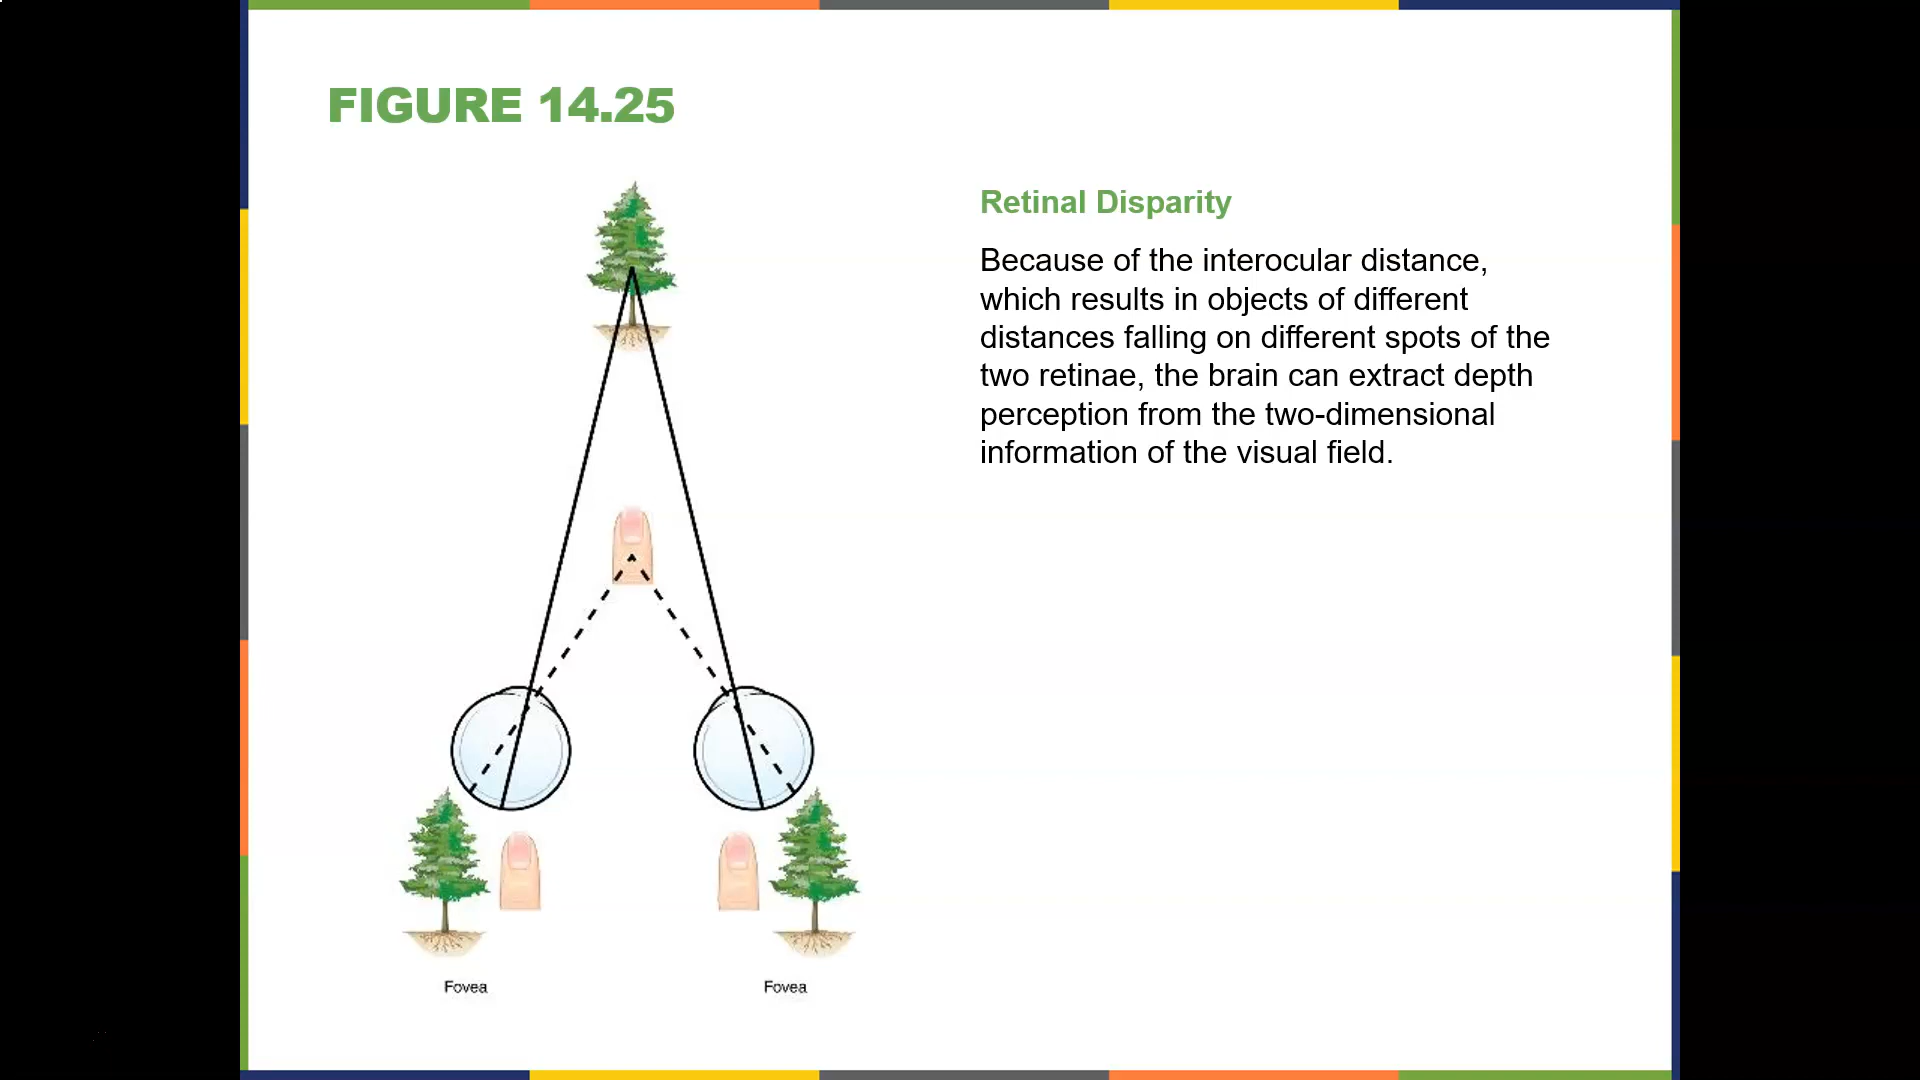 FIGURE 14.25
Retinal Disparity
Because of the interocular distance,
which results in objects of different
distances falling on different spots of the
two retinae, the brain can extract depth
perception from the two-dimensional
information of the visual field.
Fovea
Fovea